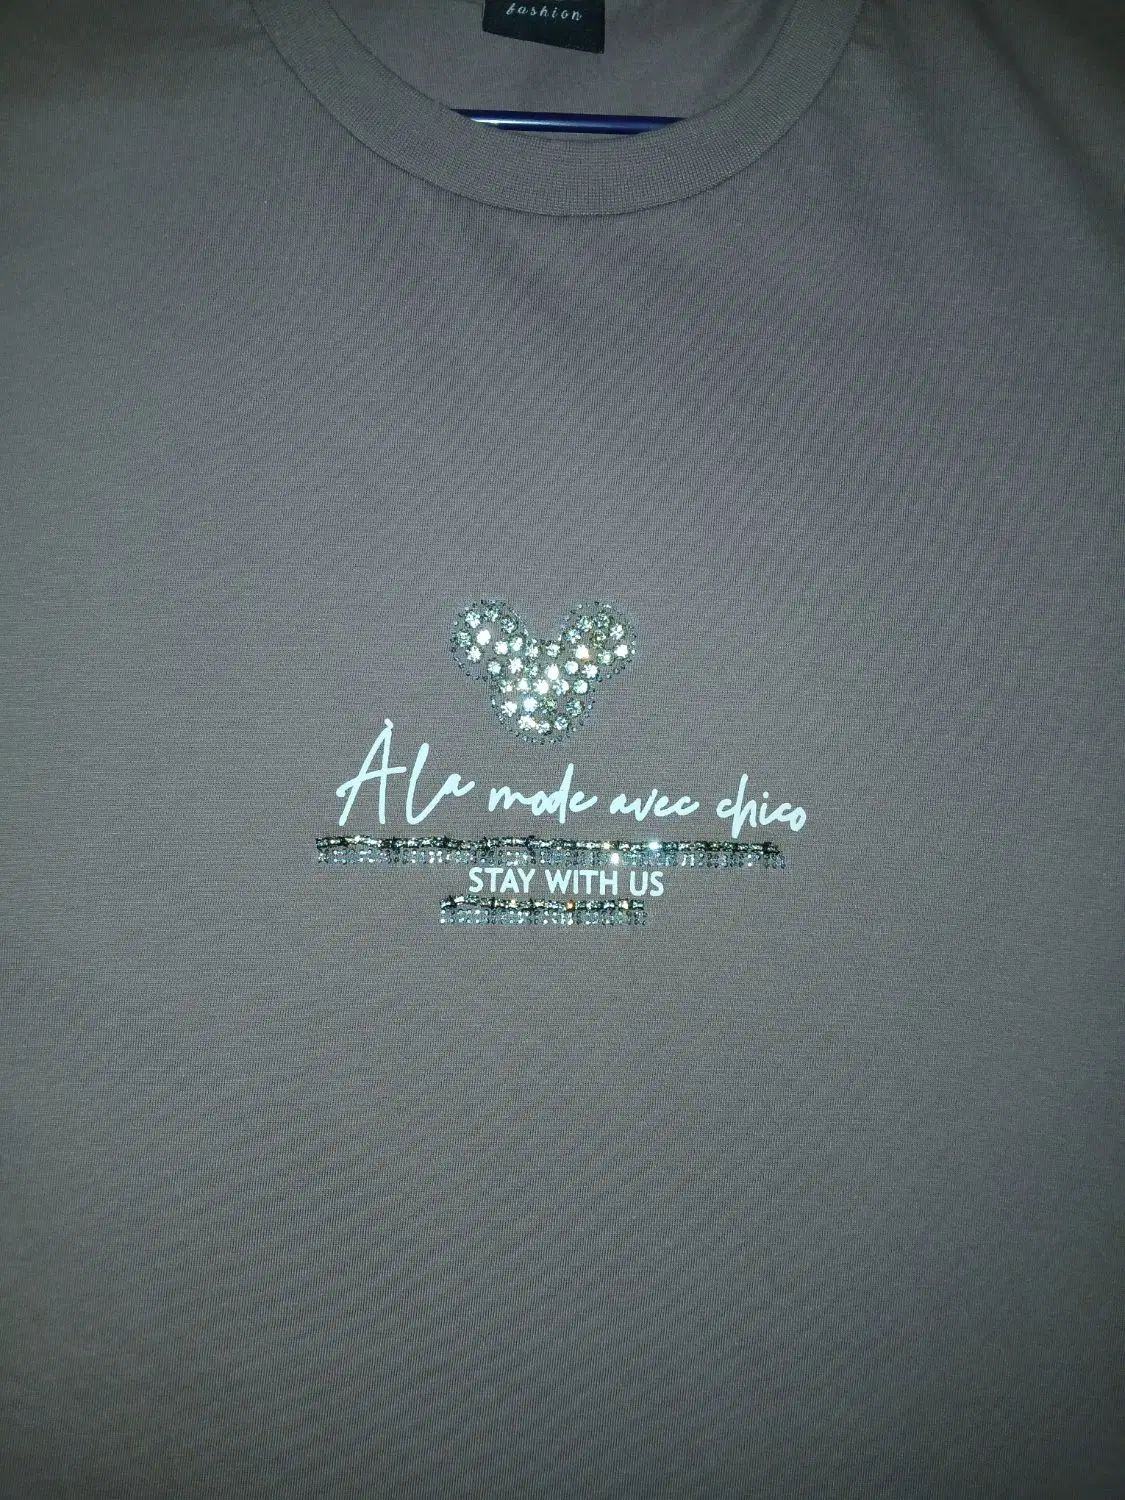 fashion
À La mode avec chico
STAY WITH US